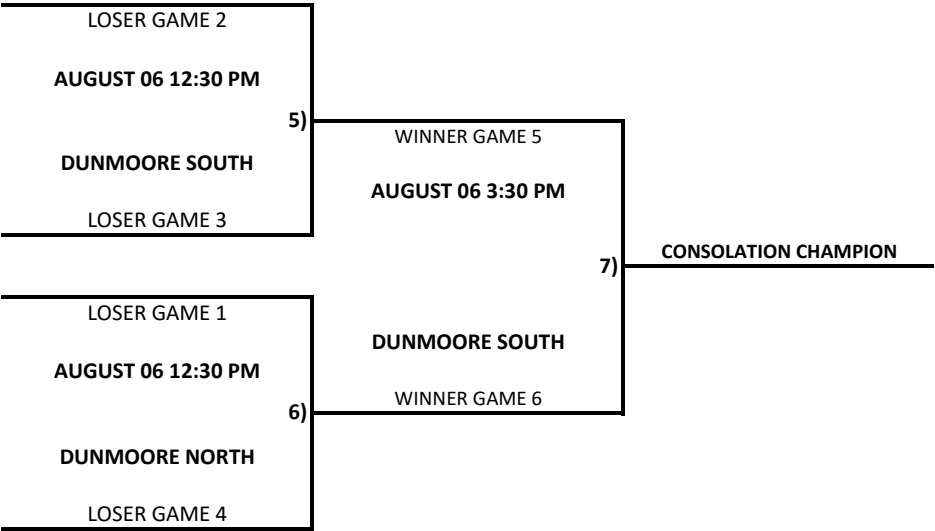 LOSER GAME 2
AUGUST 06 12:30 PM
5)
DUNMOORE SOUTH
LOSER GAME 3
WINNER GAME 5
AUGUST 06 3:30 PM
7)
CONSOLATION CHAMPION
DUNMOORE SOUTH
WINNER GAME 6
LOSER GAME 1
AUGUST 06 12:30 PM
6)
DUNMOORE NORTH
LOSER GAME 4